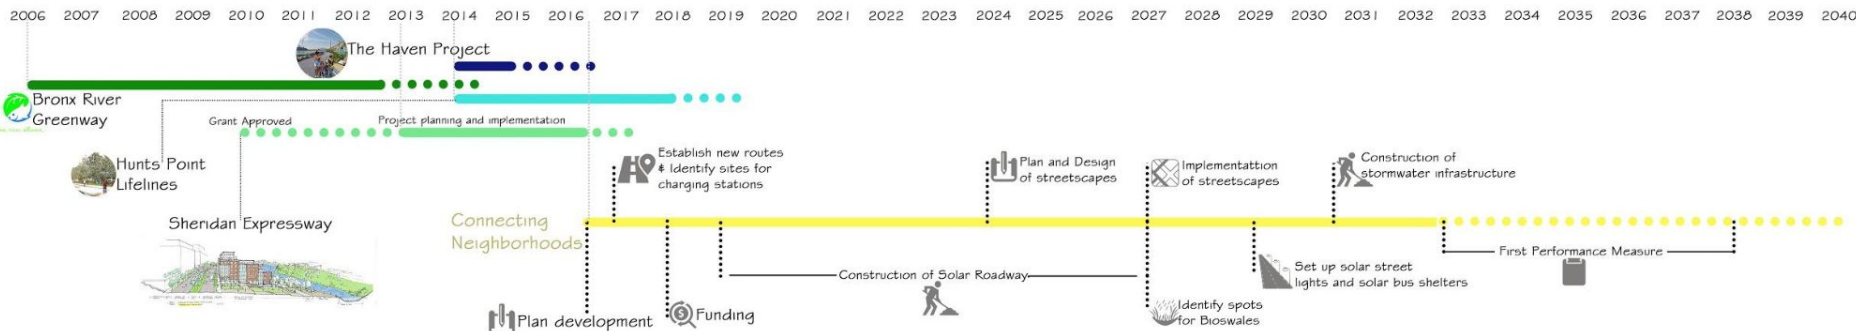 2006 2007 2008 2009 2010 2011 2012 2013 2014 2015 2016 2017 2018 2019 2020 2021 2022 2023 2024 2025 2026 2027 2028 2029 2030 2031 2032 2033 2034 2035 2036 2037 2038 2039 2040
The Haven Project
Bronx River
Greenway
Grant Approved
Project planning and implementation
Hunts Point
Lifelines
Sheridan Expressway
Establish new routes
& Identify sites for
charging stations
Plan and Design
of streetscapes
Implementattion
of streetscapes
Construction of
stormwater infrastructure
Connecting
Neighborhoods
First Performance Measure
Construction of Solar Roadway
Set up solar street
lights and solar bus shelters
Plan development
Funding
Identify spots
for Bioswales